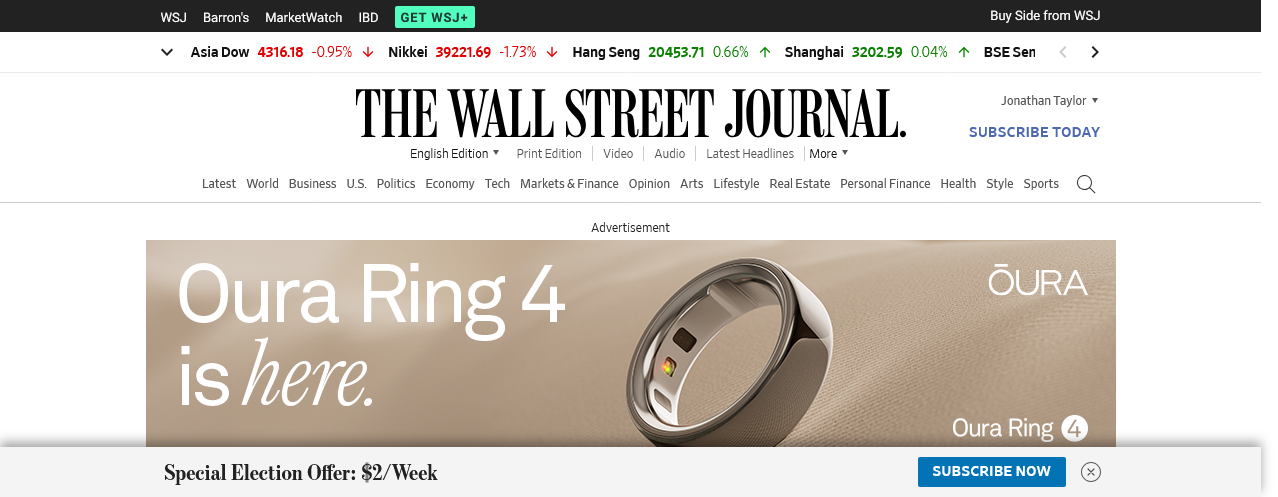 WSJ Barron's MarketWatch IBD GET WSJ+ Buy Side from WSJ
Asia Dow 4316.18 -0.95% Nikkei 39221.69 -1.73% Hang Seng 20453.71 0.66% Shanghai 3202.59 0.04% BSE Sen
THE WALL STREET JOURNAL.
Jonathan Taylor
SUBSCRIBE TODAY
English Edition Print Edition Video Audio Latest Headlines More
Latest World Business U.S. Politics Economy Tech Markets & Finance Opinion Arts Lifestyle Real Estate Personal Finance Health Style Sports
Advertisement
Oura Ring 4
is here.
ŌURA
Oura Ring 4
Special Election Offer: $2/Week SUBSCRIBE NOW